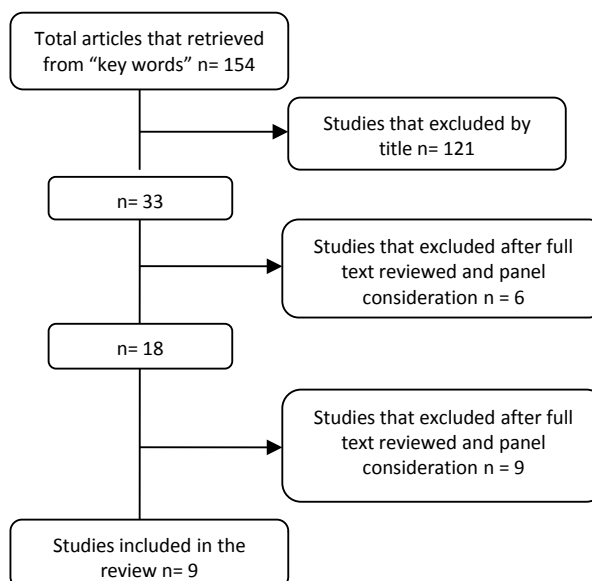 Total articles that retrieved
from “key words” n= 154
Studies that excluded by
title n= 121
n= 33
Studies that excluded after full
text reviewed and panel
consideration n = 6
n= 18
Studies that excluded after full
text reviewed and panel
consideration n = 9
Studies included in the
review n= 9